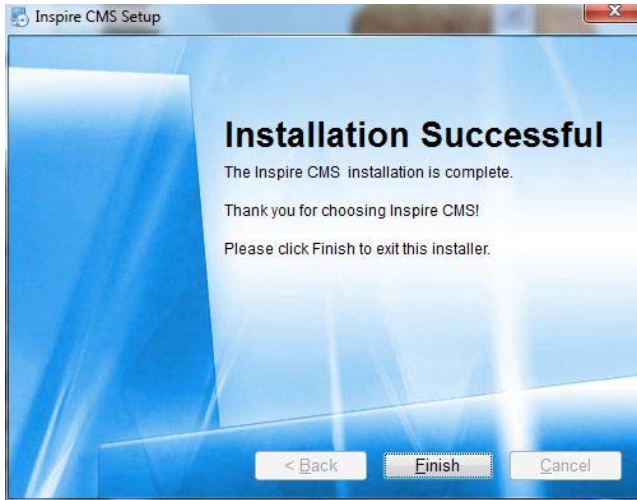 Inspire CMS Setup
Installation Successful
The Inspire CMS installation is complete.
Thank you for choosing Inspire CMS!
Please click Finish to exit this installer.
< Back Finish Cancel